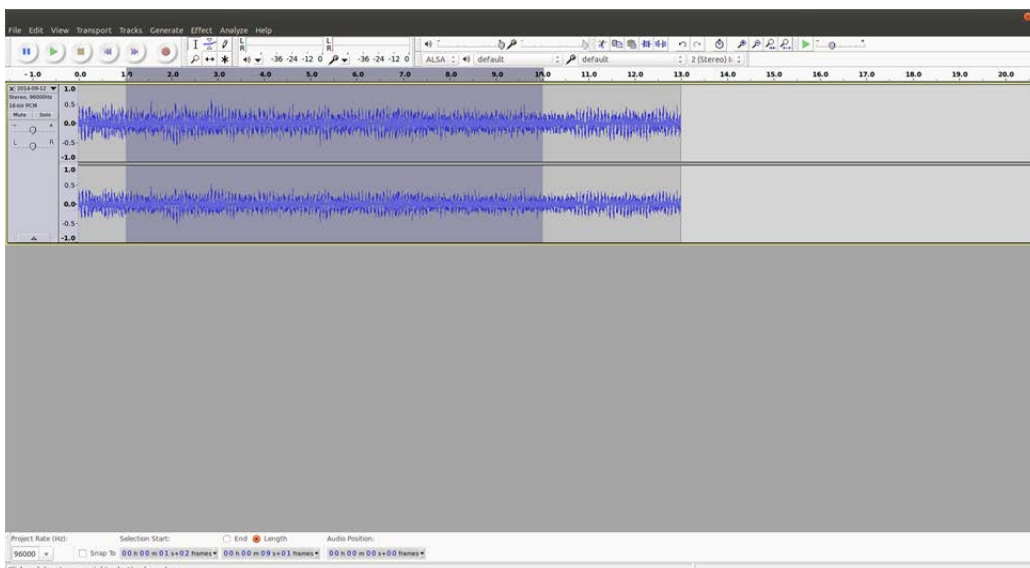 File Edit View Transport Tracks Generate Effect Analyze Help
L
R
L
R
-36 -24 -12 0
-36 -24 -12 0
ALSA
default
default
2 (Stereo)
- 1.0 0.0 1.0 2.0 3.0 4.0 5.0 6.0 7.0 8.0 9.0 10.0 11.0 12.0 13.0 14.0 15.0 16.0 17.0 18.0 19.0 20.0
X 2014-09-12
Stereo, 96000Hz
16-bit PCM
Mute Solo
- +
L R
1.0
0.5
0.0
-0.5
-1.0
1.0
0.5
0.0
-0.5
-1.0
Project Rate (Hz): Selection Start: End Length Audio Position:
96000 Snap To 00 h 00 m 01 s+02 frames 00 h 00 m 09 s+01 frames 00 h 00 m 00 s+00 frames